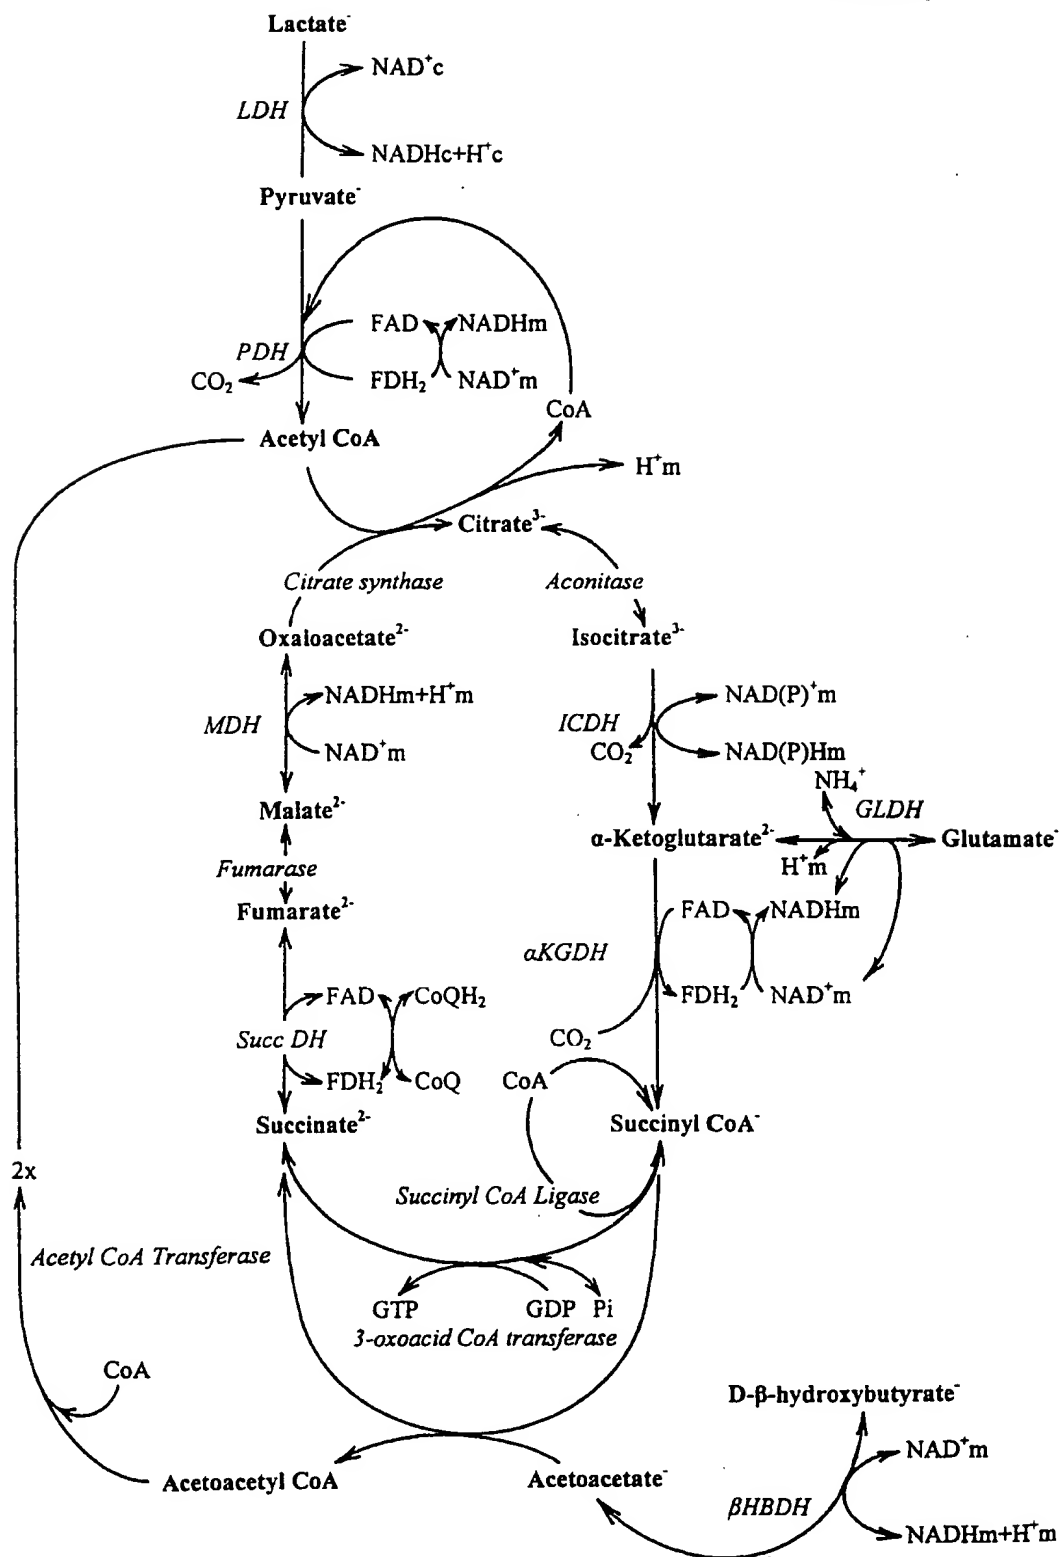 Lactate⁻
NAD⁺c
LDH
NADHc+H⁺c
Pyruvate⁻
FAD NADHm
PDH
CO₂
FDH₂ NAD⁺m
CoA
Acetyl CoA
H⁺m
Citrate³⁻
Citrate synthase Aconitase
Oxaloacetate²⁻ Isocitrate³⁻
NADHm+H⁺m NAD(P)⁺m
MDH ICDH
NAD⁺m CO₂ NAD(P)Hm
NH₄⁺
Malate²⁻ GLDH
α-Ketoglutarate²⁻ Glutamate⁻
Fumarase H⁺m
Fumarate²⁻ FAD NADHm
αKGDH
FAD CoQH₂ FDH₂ NAD⁺m
Succ DH CO₂
FDH₂ CoQ CoA
Succinate²⁻ Succinyl CoA⁻
2x
Succinyl CoA Ligase
Acetyl CoA Transferase
GTP GDP Pi
3-oxoacid CoA transferase
CoA
D-β-hydroxybutyrate⁻
NAD⁺m
Acetoacetyl CoA Acetoacetate⁻
βHBDH
NADHm+H⁺m